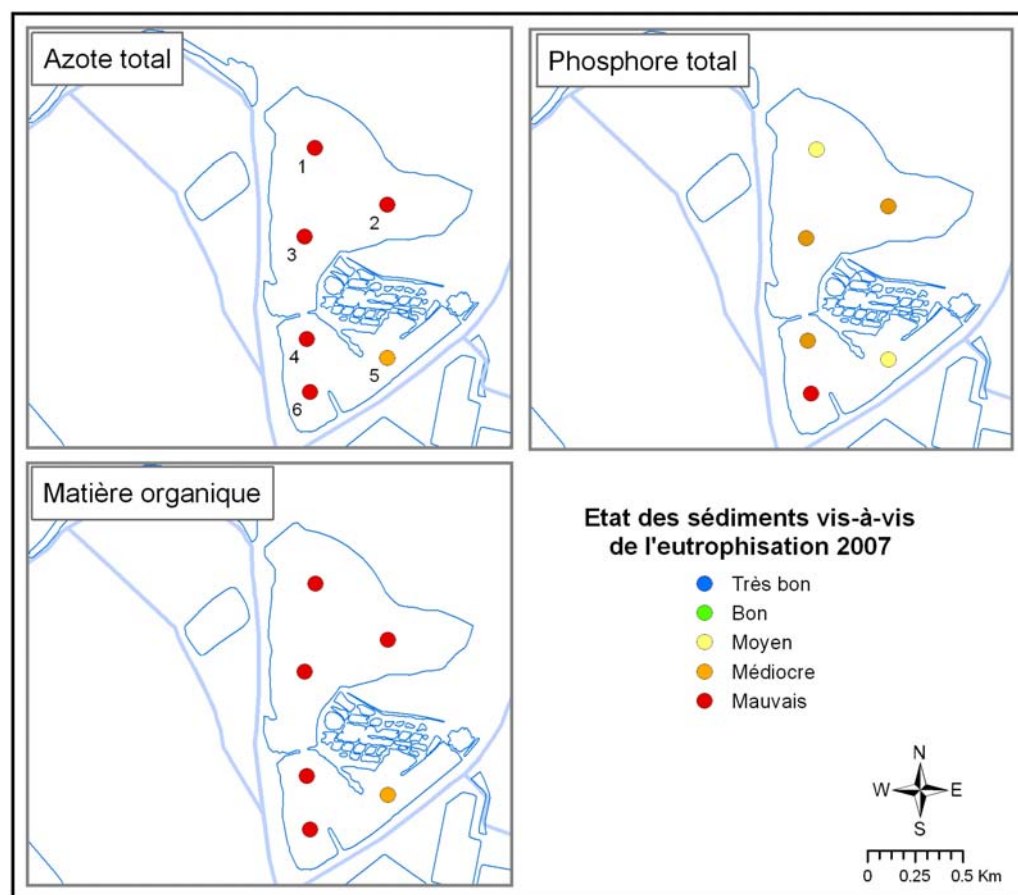 Azote total
1
2
3
4
5
6
Phosphore total
Matière organique
Etat des sédiments vis-à-vis
de l'eutrophisation 2007
Très bon
Bon
Moyen
Médiocre
Mauvais
N
W E
S
0 0.25 0.5 Km